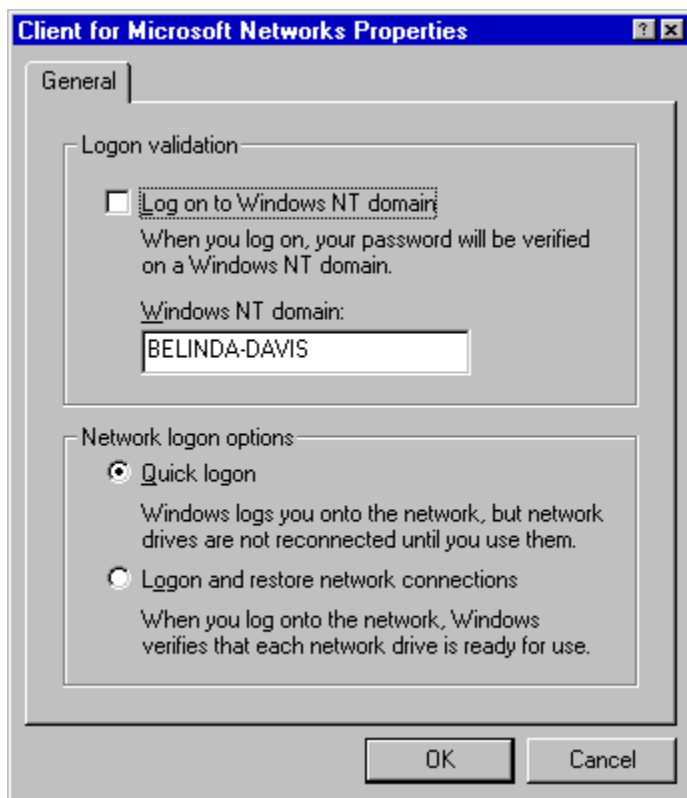 Client for Microsoft Networks Properties
General
Logon validation
Log on to Windows NT domain
When you log on, your password will be verified
on a Windows NT domain.
Windows NT domain:
BELINDA-DAVIS
Network logon options
Quick logon
Windows logs you onto the network, but network
drives are not reconnected until you use them.
Logon and restore network connections
When you log onto the network, Windows
verifies that each network drive is ready for use.
OK Cancel